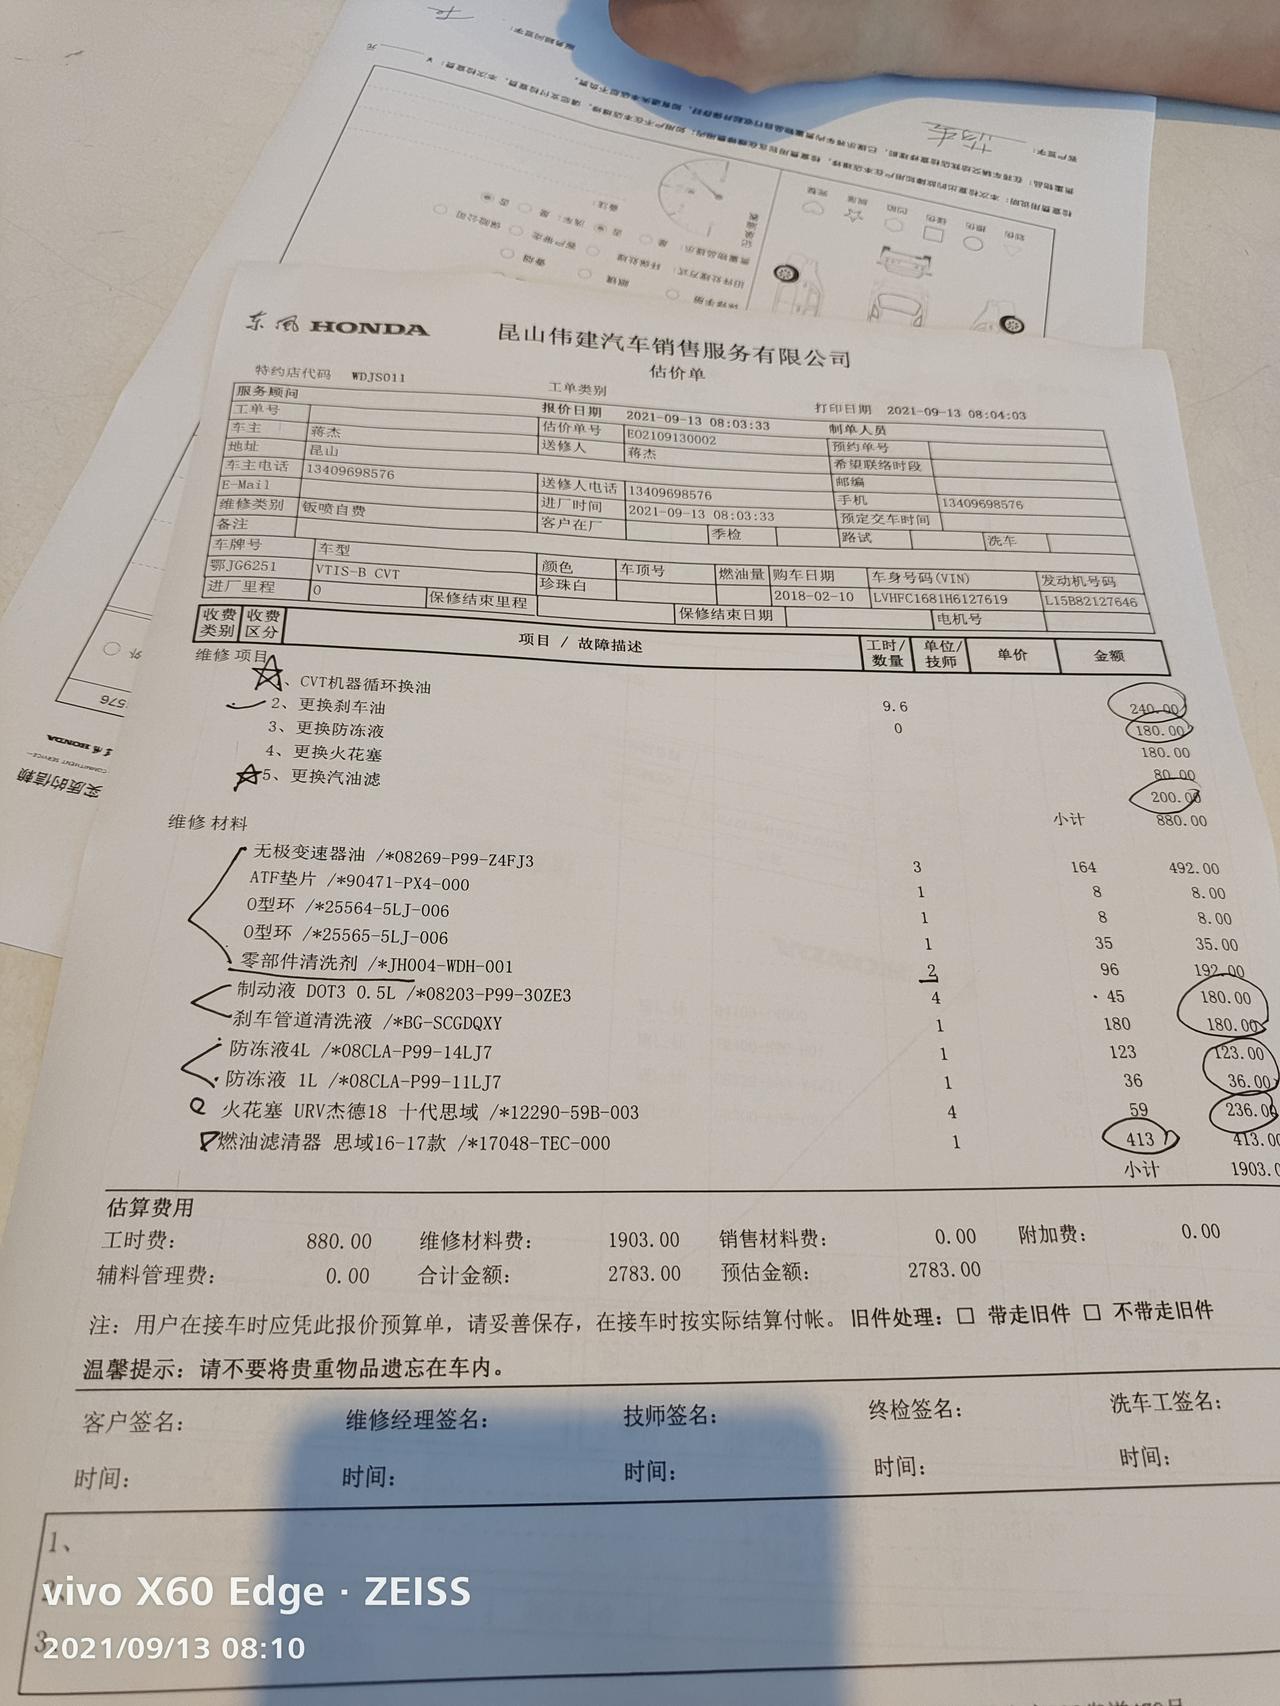 东风 HONDA
昆山伟建汽车销售服务有限公司
估价单
特约店代码 WDJS011 工单类别
打印日期 2021-09-13 08:04:03
服务顾问 报价日期 2021-09-13 08:03:33 制单人员
工单号 估价单号 E02109130002 预约单号
车主 蒋杰 送修人 蒋杰 希望联络时段
地址 昆山 邮编
车主电话 13409698576 送修人电话 13409698576 手机 13409698576
E-Mail 进厂时间 2021-09-13 08:03:33 预定交车时间
维修类别 钣喷自费 客户在厂 季检 路试 洗车
备注
车牌号 车型 颜色 车顶号 燃油量 购车日期 车身号码(VIN) 发动机号码
鄂JG6251 VTIS-B CVT 珍珠白 2018-02-10 LVHFC1681H6127619 L15B82127646
进厂里程 0 保修结束里程 保修结束日期 电机号
收费类别 收费区分 项目 / 故障描述 工时/数量 单位/技师 单价 金额
维修项目
1、CVT机器循环换油 9.6 240.00
2、更换刹车油 0 180.00
3、更换防冻液 180.00
4、更换火花塞 80.00
5、更换汽油滤 200.00
小计 880.00
维修材料
无极变速器油 /*08269-P99-Z4FJ3 3 164 492.00
ATF垫片 /*90471-PX4-000 1 8 8.00
O型环 /*25564-5LJ-006 1 8 8.00
O型环 /*25565-5LJ-006 1 35 35.00
零部件清洗剂 /*JH004-WDH-001 2 96 192.00
制动液 DOT3 0.5L /*08203-P99-30ZE3 4 45 180.00
刹车管道清洗液 /*BG-SCGDQXY 1 180 180.00
防冻液4L /*08CLA-P99-14LJ7 1 123 123.00
防冻液 1L /*08CLA-P99-11LJ7 1 36 36.00
火花塞 URV杰德18 十代思域 /*12290-59B-003 4 59 236.00
燃油滤清器 思域16-17款 /*17048-TEC-000 1 413 413.00
小计 1903.0
估算费用
工时费: 880.00 维修材料费: 1903.00 销售材料费: 0.00 附加费: 0.00
辅料管理费: 0.00 合计金额: 2783.00 预估金额: 2783.00
注: 用户在接车时应凭此报价预算单，请妥善保存，在接车时按实际结算付帐。旧件处理: □ 带走旧件 □ 不带走旧件
温馨提示: 请不要将贵重物品遗忘在车内。
客户签名: 维修经理签名: 技师签名: 终检签名: 洗车工签名:
时间: 时间: 时间: 时间: 时间:
1、
2、
3、
vivo X60 Edge · ZEISS
2021/09/13 08:10